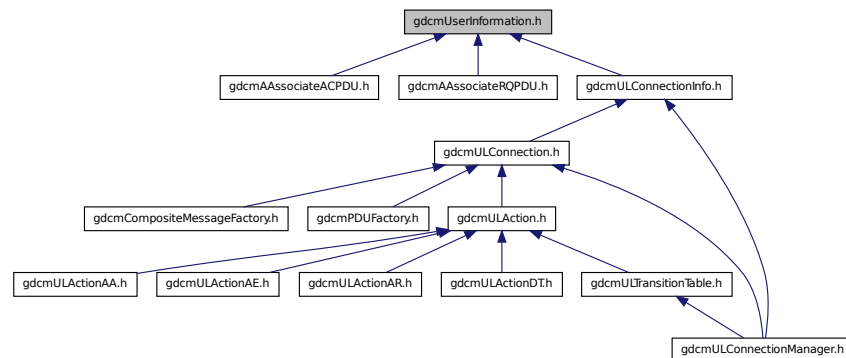 gdcmUserInformation.h
gdcmAAssociateACPDU.h
gdcmAAssociateRQPDU.h
gdcmULConnectionInfo.h
gdcmULConnection.h
gdcmCompositeMessageFactory.h
gdcmPDUFactory.h
gdcmULAction.h
gdcmULActionAA.h
gdcmULActionAE.h
gdcmULActionAR.h
gdcmULActionDT.h
gdcmULTransitionTable.h
gdcmULConnectionManager.h